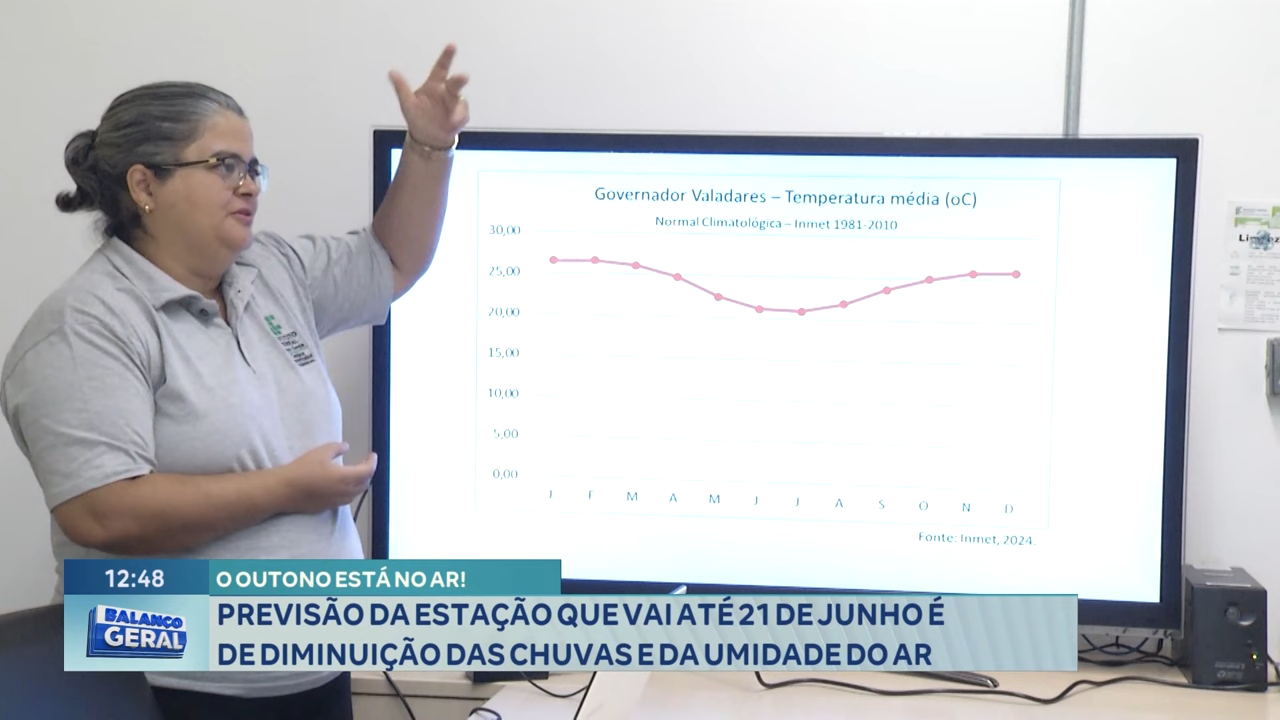 Governador Valadares – Temperatura média (oC)
Normal Climatológica – Inmet 1981-2010
30,00
25,00
20,00
15,00
10,00
5,00
0,00
J F M A M J J A S O N D
Fonte: Inmet, 2024.
12:48
O OUTONO ESTÁ NO AR!
BALANÇO
GERAL
PREVISÃO DA ESTAÇÃO QUE VAI ATÉ 21 DE JUNHO É
DE DIMINUIÇÃO DAS CHUVAS E DA UMIDADE DO AR